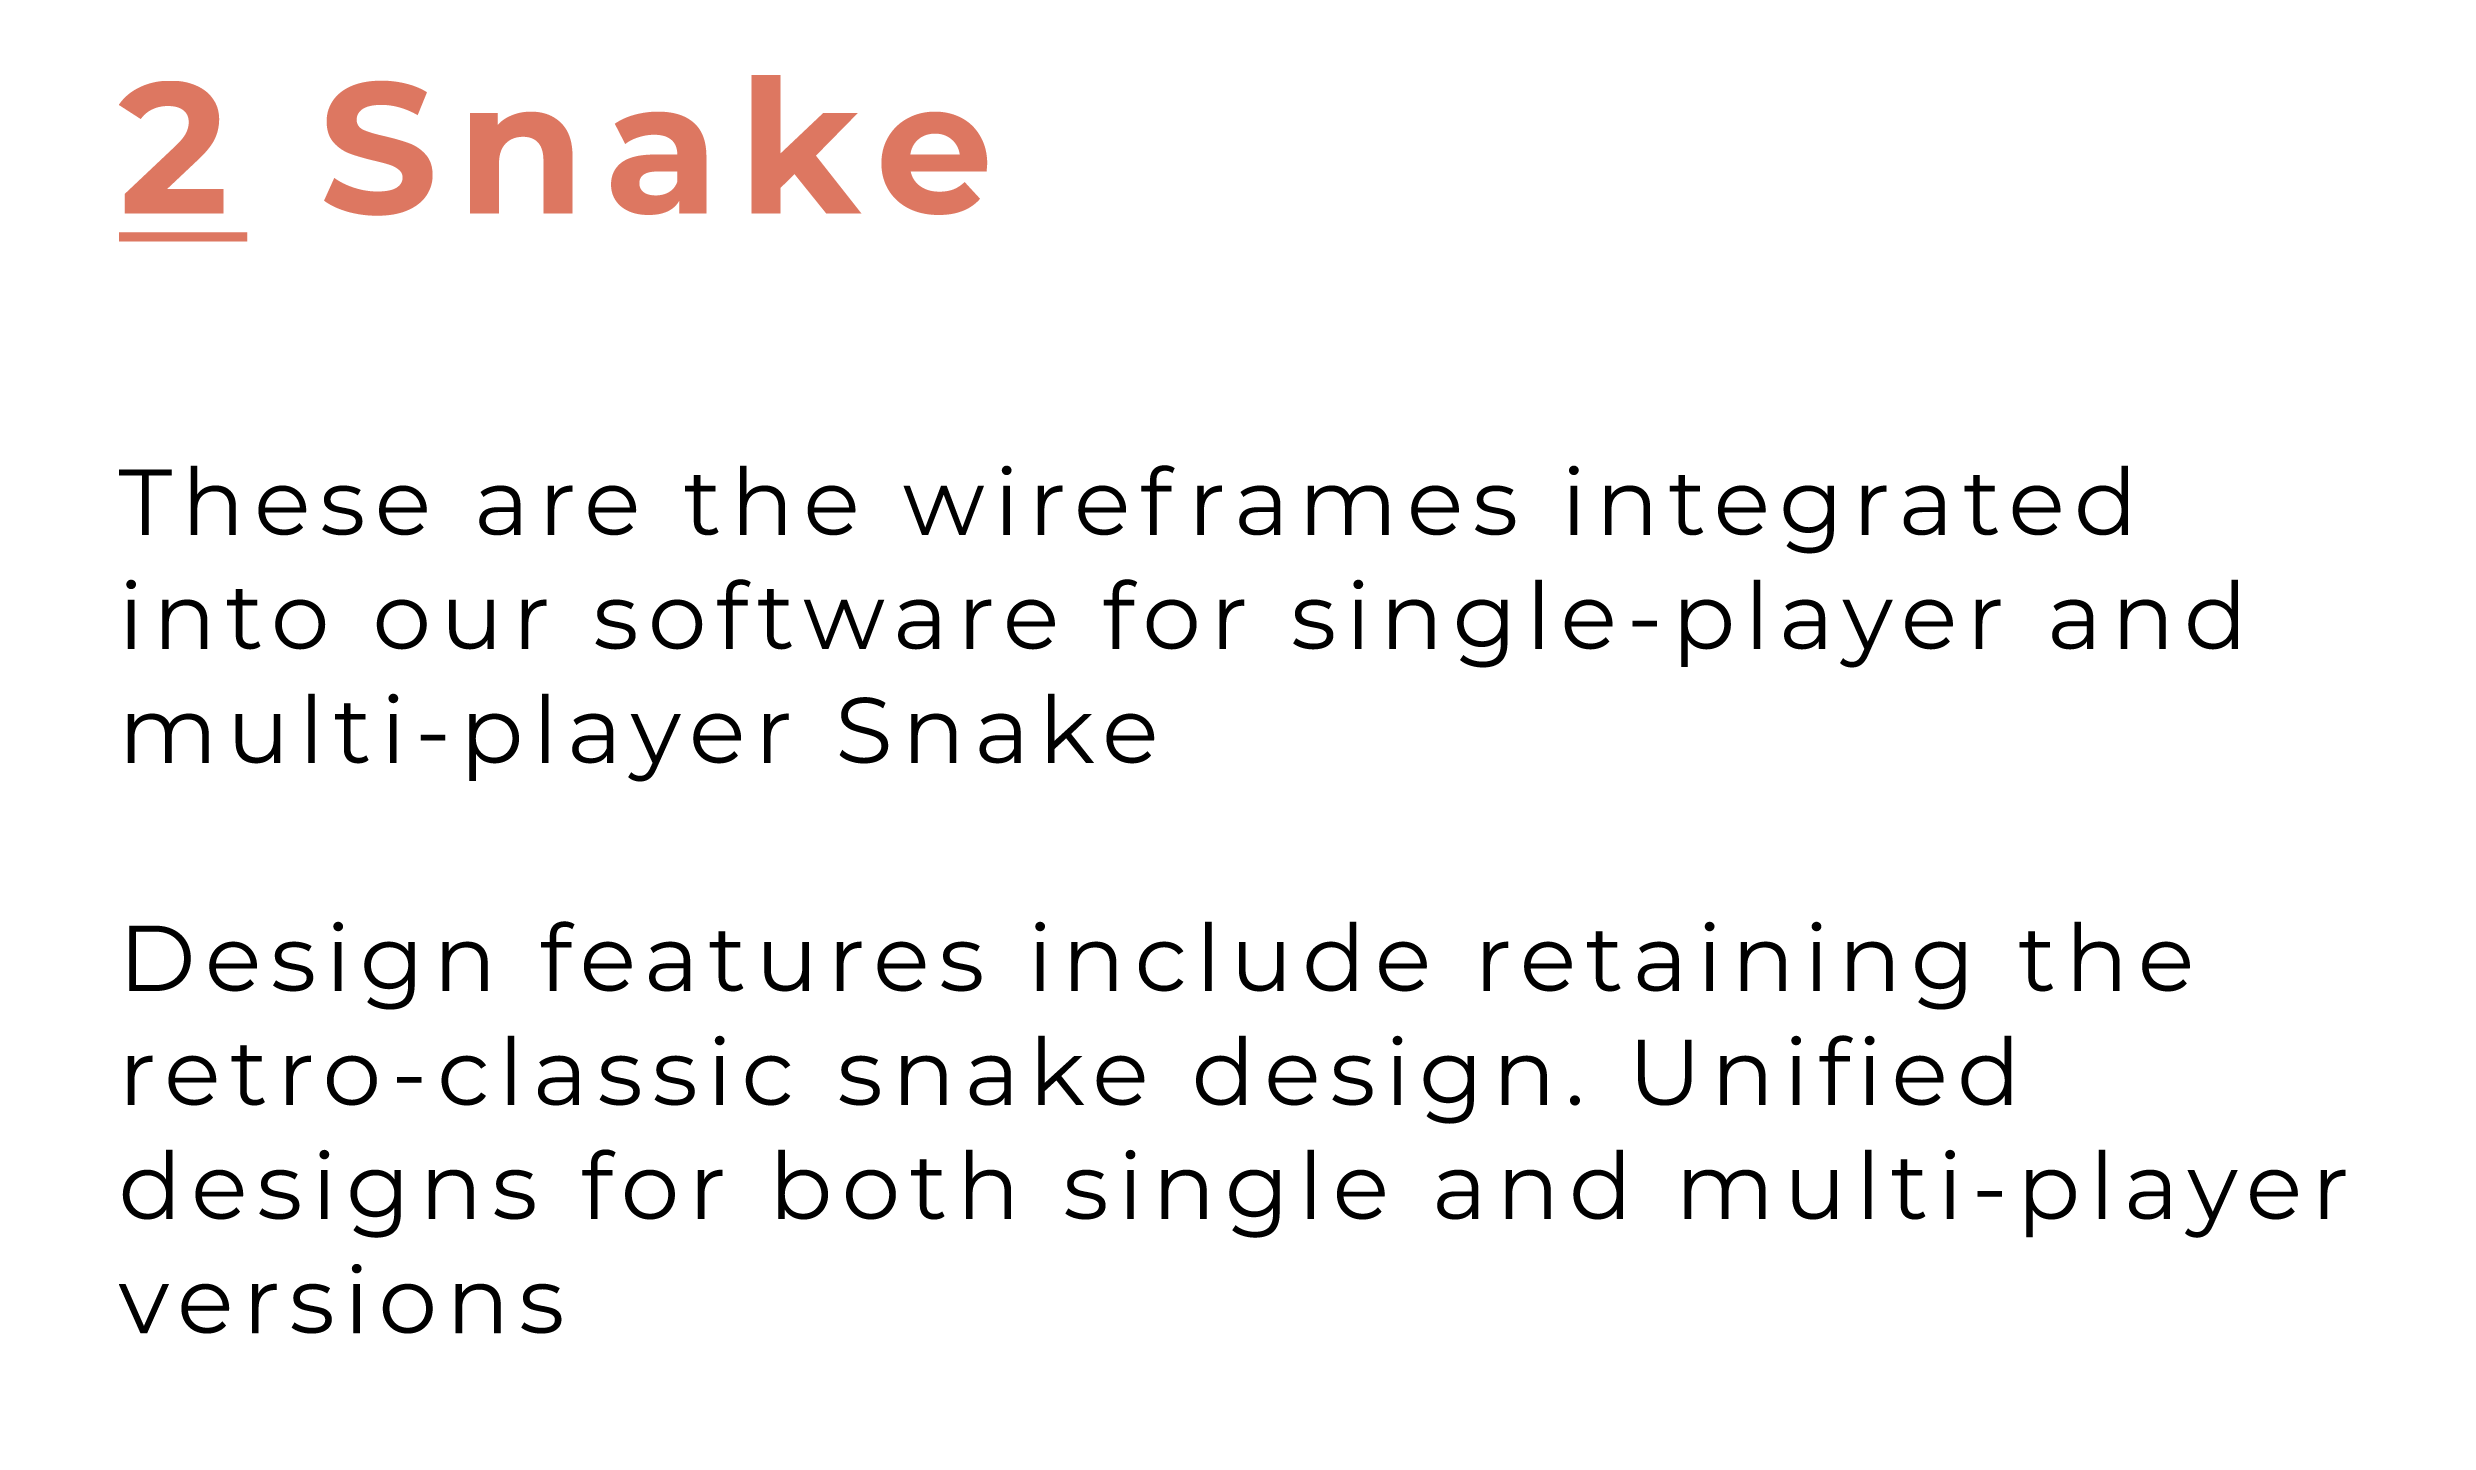 2 Snake
These are the wireframes integrated
into our software for single-player and
multi-player Snake
Design features include retaining the
retro-classic snake design. Unified
designs for both single and multi-player
versions